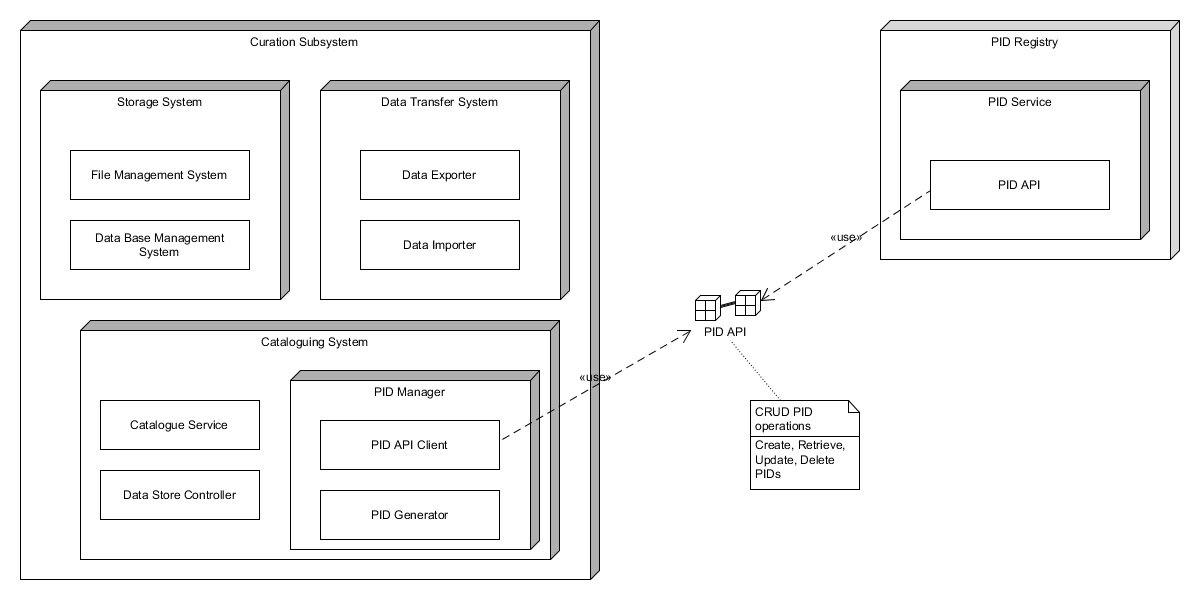 Curation Subsystem
Storage System
File Management System
Data Base Management
System
Data Transfer System
Data Exporter
Data Importer
Cataloguing System
Catalogue Service
Data Store Controller
PID Manager
PID API Client
PID Generator
«use»
PID API
CRUD PID
operations
Create, Retrieve,
Update, Delete
PIDs
«use»
PID Registry
PID Service
PID API